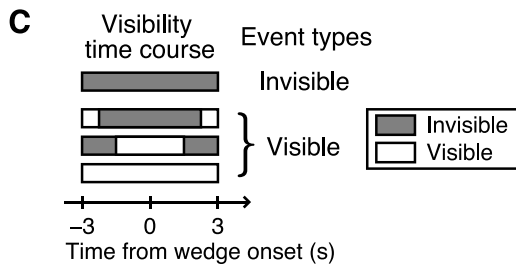 C
Visibility
time course
Event types
Invisible
Visible
Invisible
Visible
−3 0 3
Time from wedge onset (s)